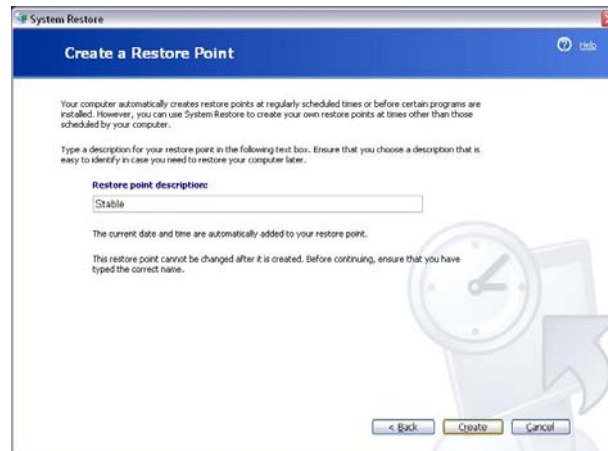 System Restore
Create a Restore Point
Help
Your computer automatically creates restore points at regularly scheduled times or before certain programs are
installed. However, you can use System Restore to create your own restore points at times other than those
scheduled by your computer.
Type a description for your restore point in the following text box. Ensure that you choose a description that is
easy to identify in case you need to restore your computer later.
Restore point description:
Stable
The current date and time are automatically added to your restore point.
This restore point cannot be changed after it is created. Before continuing, ensure that you have
typed the correct name.
< Back Create Cancel